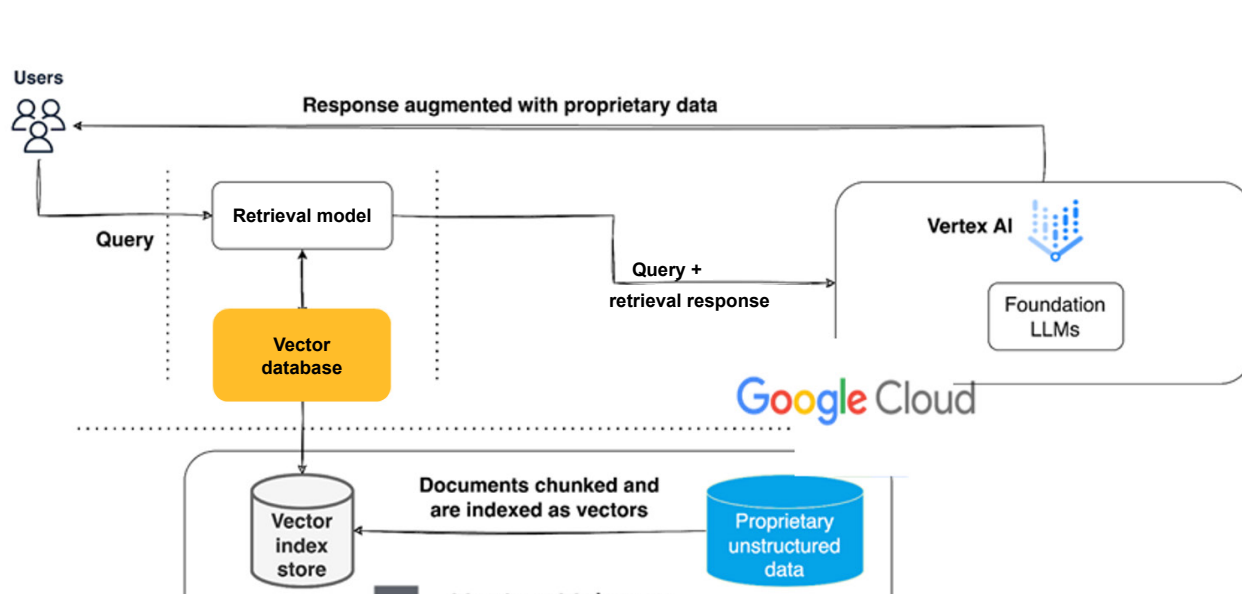 Users
Response augmented with proprietary data
Retrieval model
Query
Vertex AI
Query +
retrieval response
Foundation
LLMs
Vector
database
Google Cloud
Documents chunked and
are indexed as vectors
Vector
index
store
Proprietary
unstructured
data